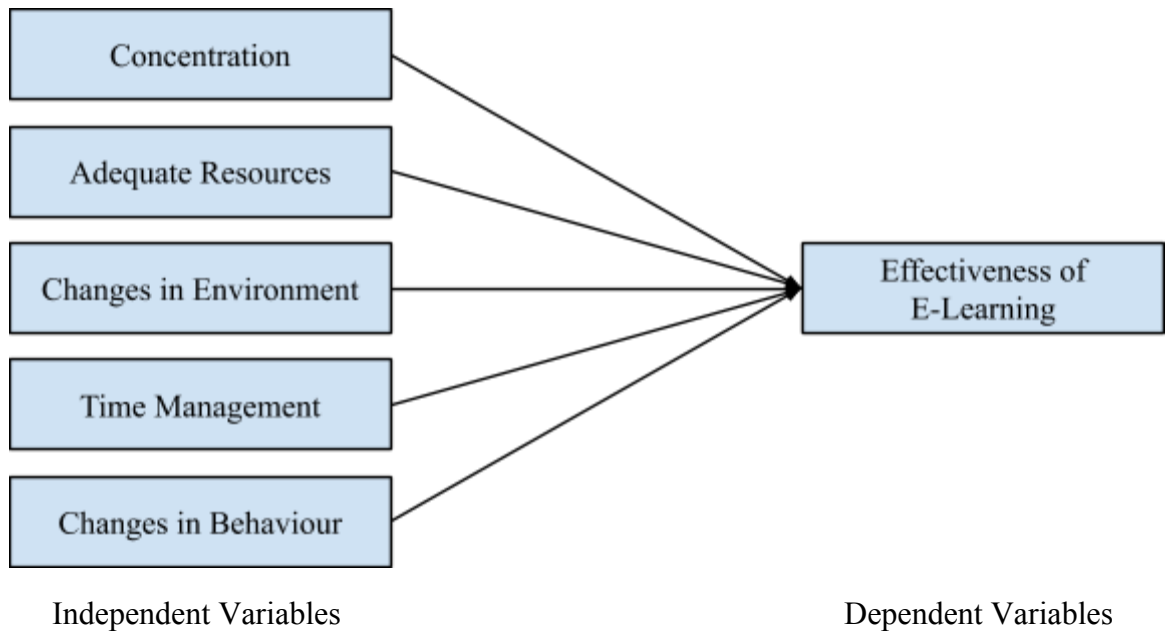 Concentration
Adequate Resources
Changes in Environment
Effectiveness of
E-Learning
Time Management
Changes in Behaviour
Independent Variables
Dependent Variables